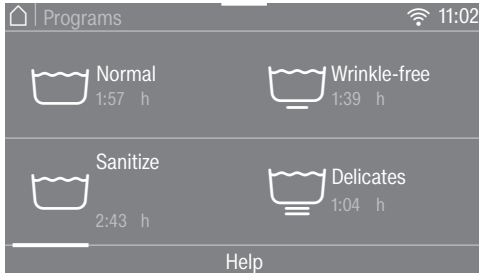 Programs 11:02
Normal
1:57 h
Wrinkle-free
1:39 h
Sanitize
2:43 h
Delicates
1:04 h
Help